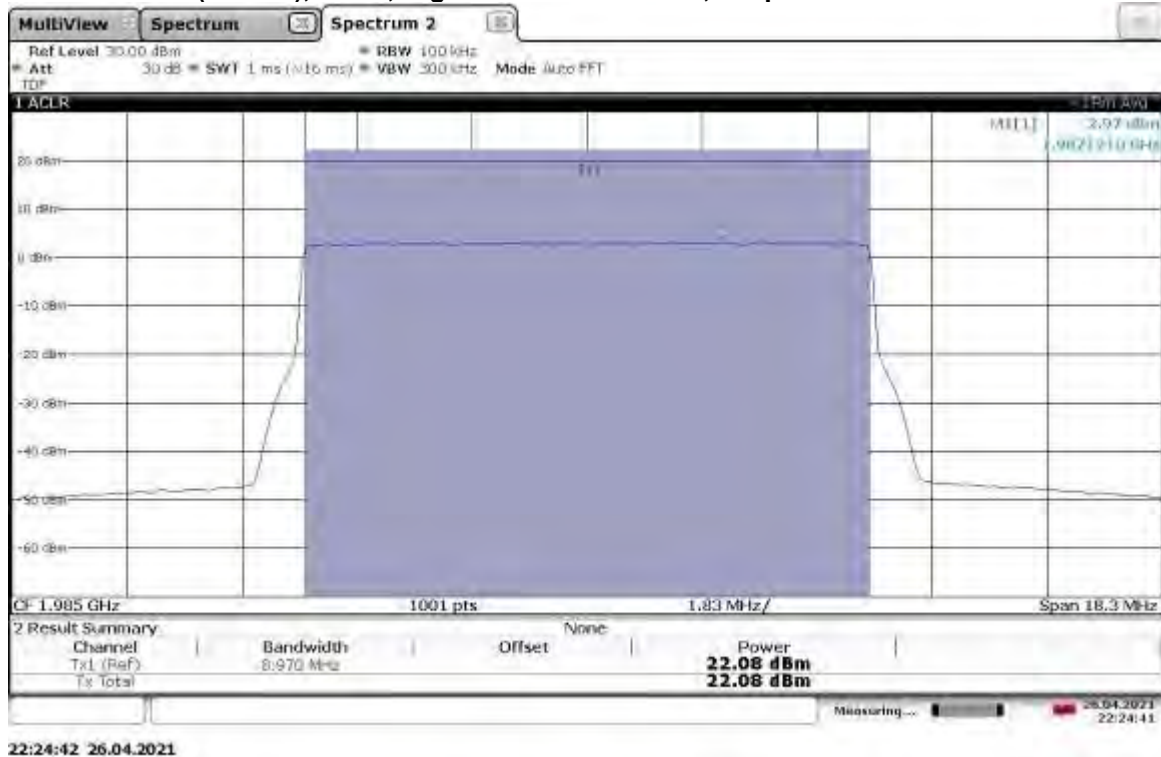 MultiView Spectrum Spectrum 2
Ref Level 30.00 dBm RBW 100 kHz
Att 30 dB SWT 1 ms (~16 ms) VBW 300 kHz Mode Auto FFT
TDF
1 ACLR 1Rm Avg
M1[1] 2.97 dBm
Tx1
20 dBm
10 dBm
0 dBm
-10 dBm
-20 dBm
-30 dBm
-40 dBm
-50 dBm
-60 dBm
CF 1.985 GHz 1001 pts 1.83 MHz/ Span 18.3 MHz
2 Result Summary None
Channel Bandwidth Offset Power
Tx1 (Ref) 8.970 MHz 22.08 dBm
Tx Total 22.08 dBm
Measuring... 26.04.2021
22:24:41
22:24:42 26.04.2021